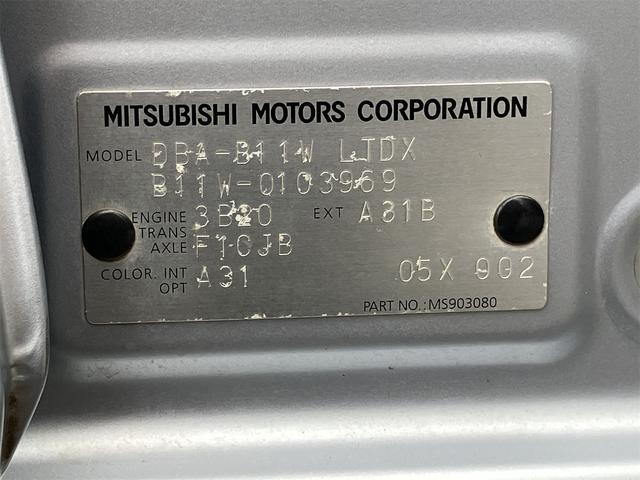 MITSUBISHI MOTORS CORPORATION
MODEL DBA-B11W LTDX
B11W-0103969
ENGINE 3B20 EXT A31B
TRANS AXLE F1CJB
COLOR. INT OPT A31 05X 902
PART NO.:MS903080